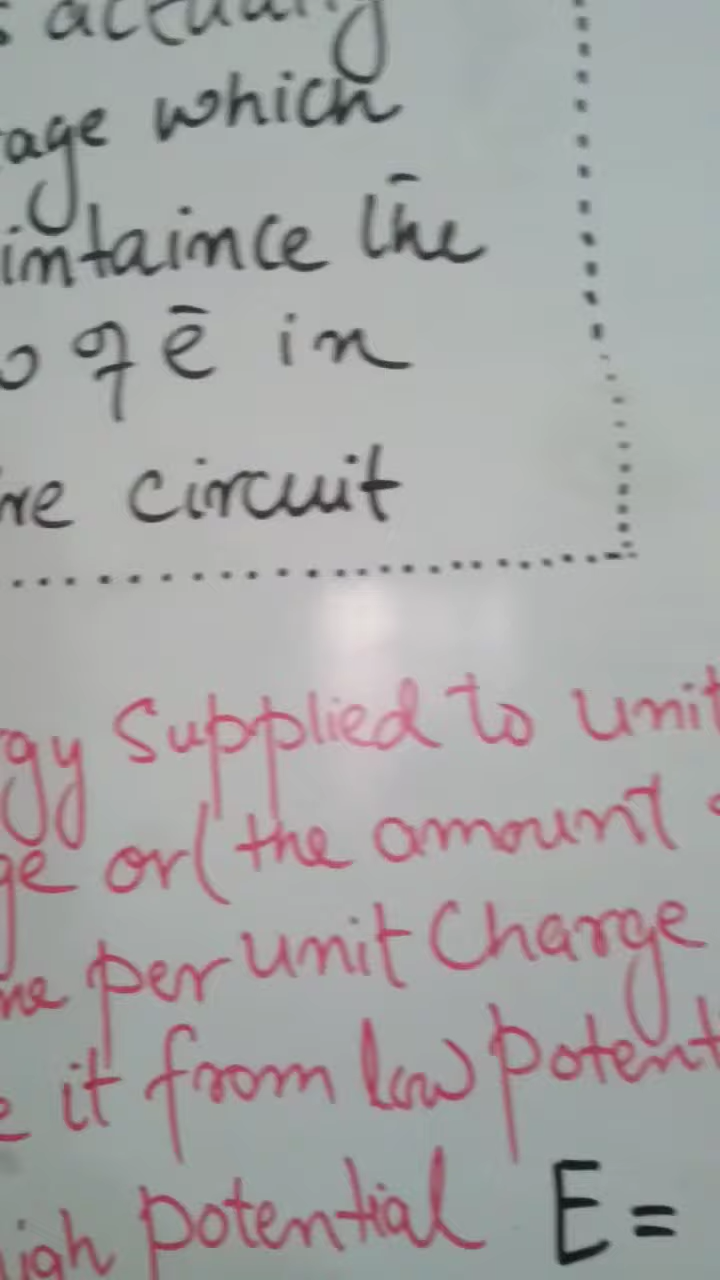 actually
age which
intaince the
of ē in
re circuit
gy Supplied to unit
ge or (the amount
ne per unit Charge
e it from low potent
igh potential E =